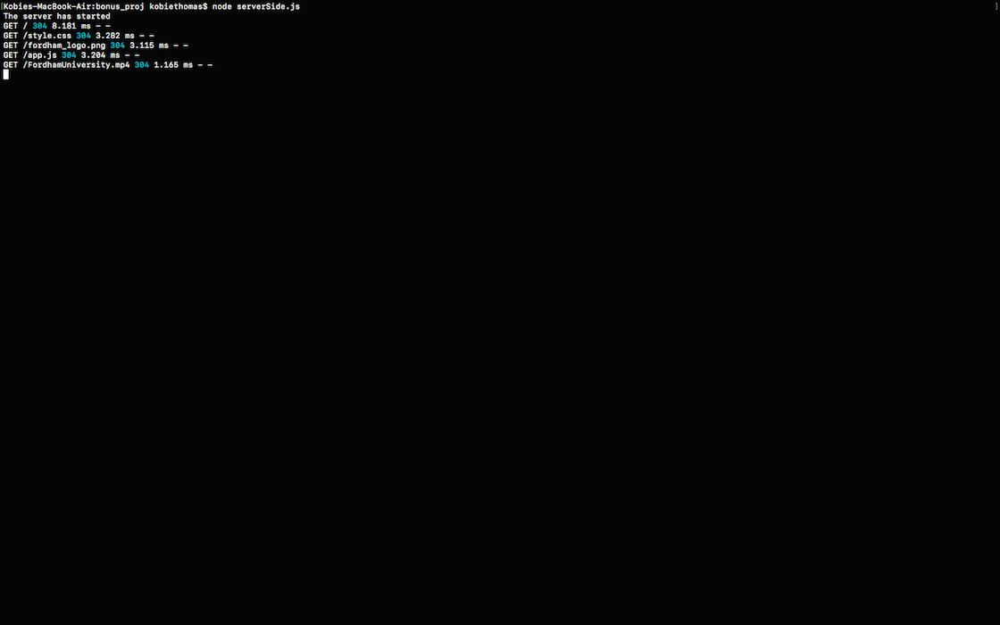 [Kobies-MacBook-Air:bonus_proj kobiethomas$ node serverSide.js ]
The server has started
GET / 304 8.181 ms - -
GET /style.css 304 3.282 ms - -
GET /fordham_logo.png 304 3.115 ms - -
GET /app.js 304 3.204 ms - -
GET /FordhamUniversity.mp4 304 1.165 ms - -